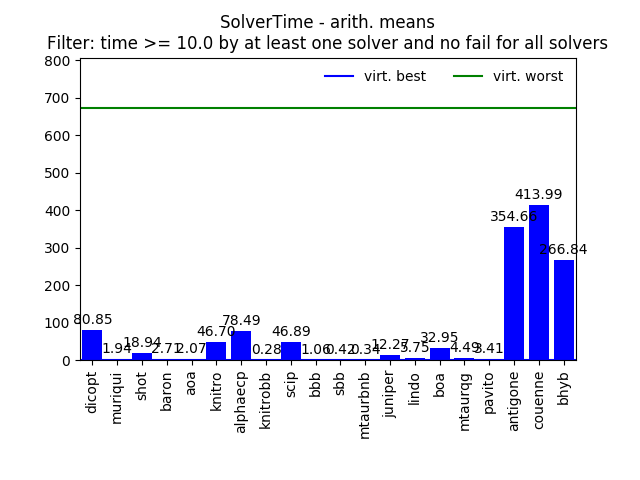 SolverTime - arith. means
Filter: time >= 10.0 by at least one solver and no fail for all solvers
800
700
600
500
400
300
200
100
0
virt. best
virt. worst
80.85
1.94
18.94
2.71
2.07
46.70
78.49
0.28
46.89
1.06
0.42
0.34
12.27
5.75
32.95
4.49
3.41
354.66
413.99
266.84
dicopt
muriqui
shot
baron
aoa
knitro
alphaecp
knitrobb
scip
bbb
sbb
mtaurbnb
juniper
lindo
boa
mtaurqg
pavito
antigone
couenne
bhyb